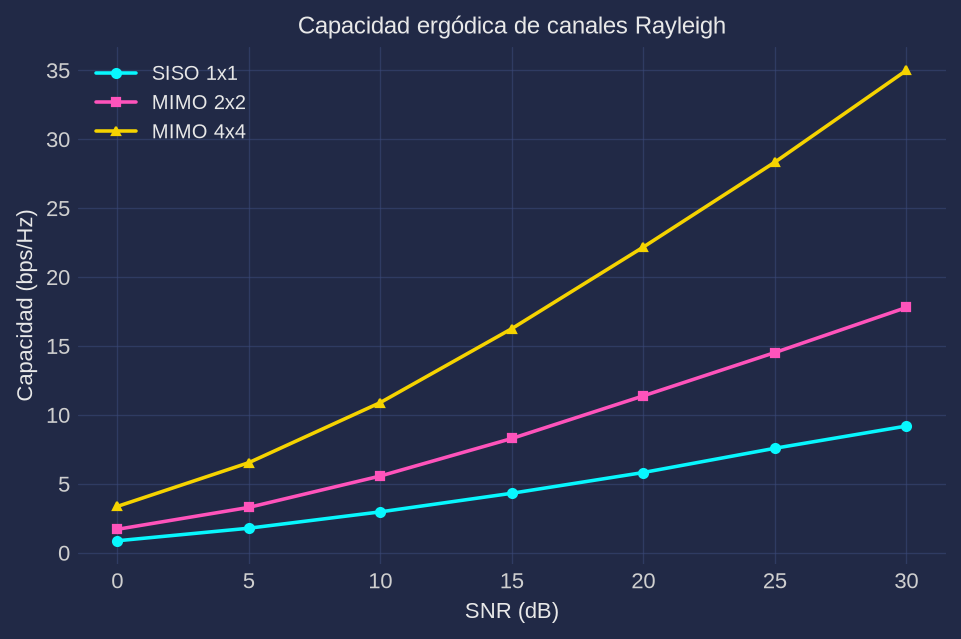 Capacidad ergódica de canales Rayleigh
SISO 1x1
MIMO 2x2
MIMO 4x4
Capacidad (bps/Hz)
35
30
25
20
15
10
5
0
0 5 10 15 20 25 30
SNR (dB)